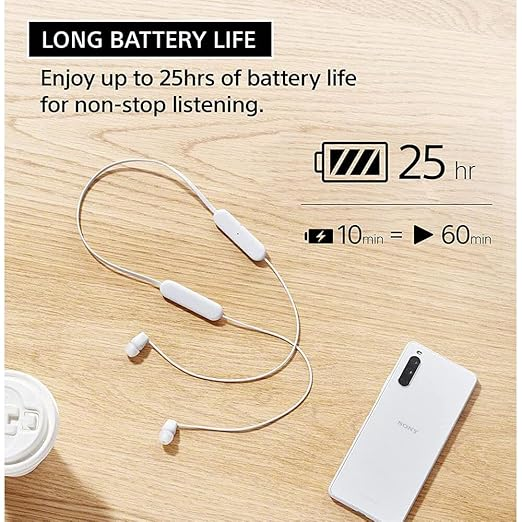 LONG BATTERY LIFE
Enjoy up to 25hrs of battery life
for non-stop listening.
25 hr
10min = 60min
SONY